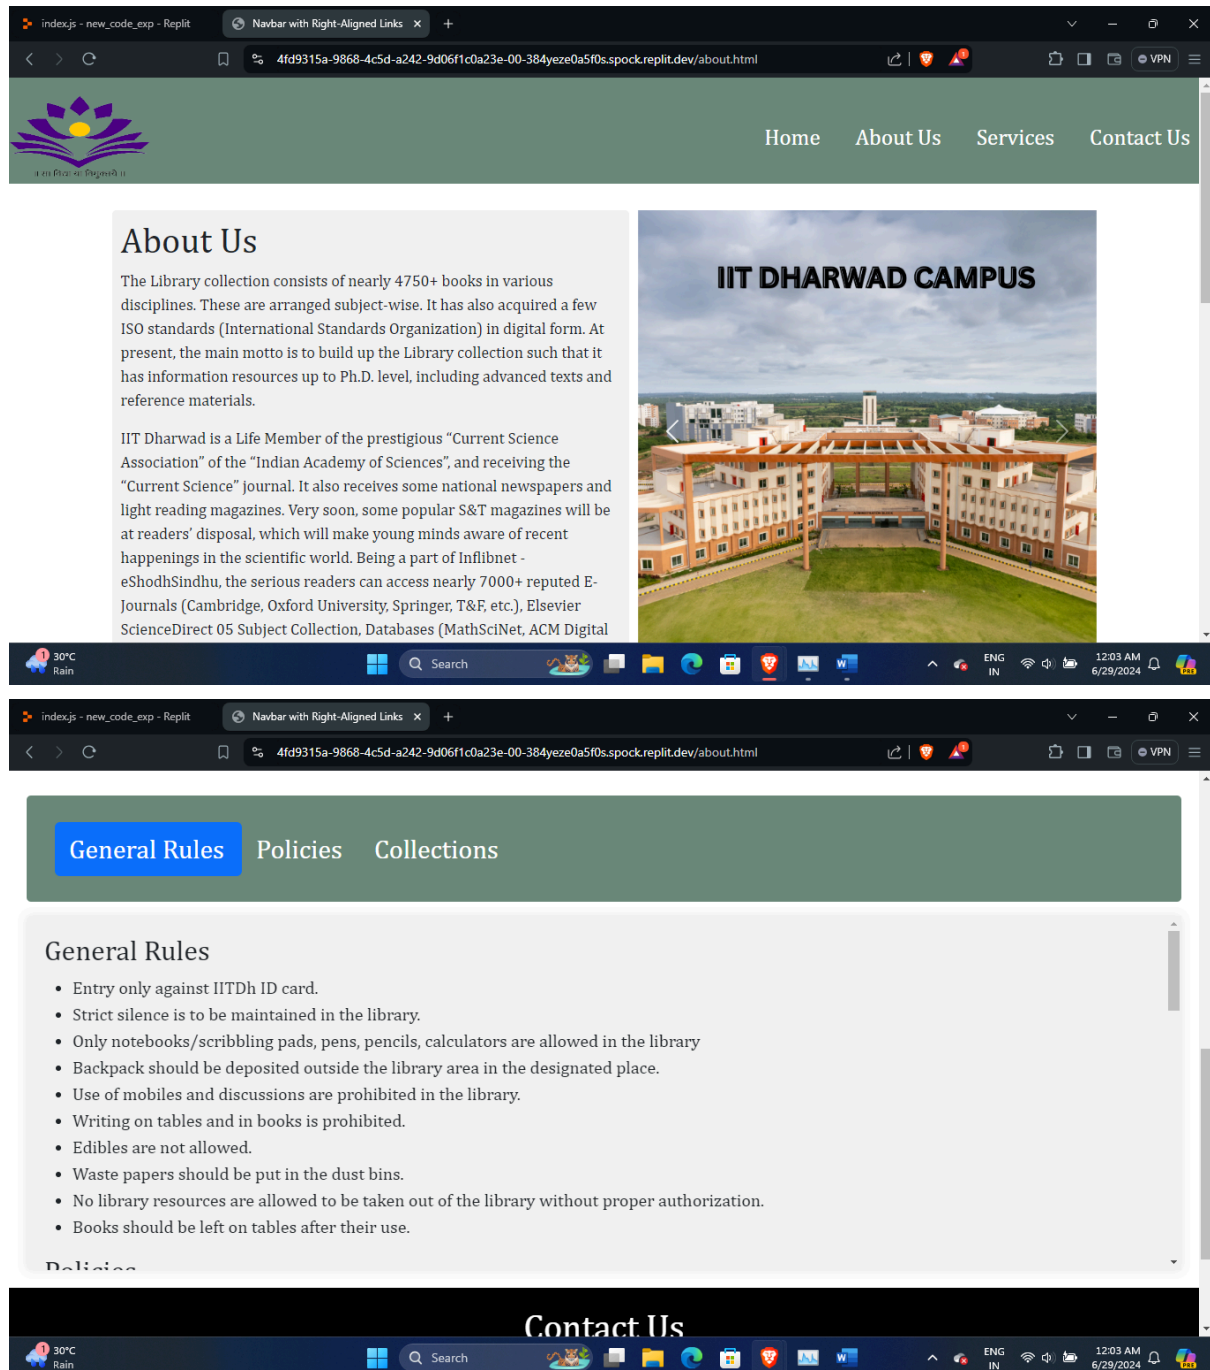 index.js - new_code_exp - Replit
Navbar with Right-Aligned Links
4fd9315a-9868-4c5d-a242-9d06f1c0a23e-00-384yeze0a5f0s.spock.replit.dev/about.html
VPN
Home About Us Services Contact Us
About Us
The Library collection consists of nearly 4750+ books in various
disciplines. These are arranged subject-wise. It has also acquired a few
ISO standards (International Standards Organization) in digital form. At
present, the main motto is to build up the Library collection such that it
has information resources up to Ph.D. level, including advanced texts and
reference materials.
IIT Dharwad is a Life Member of the prestigious “Current Science
Association” of the “Indian Academy of Sciences”, and receiving the
“Current Science” journal. It also receives some national newspapers and
light reading magazines. Very soon, some popular S&T magazines will be
at readers’ disposal, which will make young minds aware of recent
happenings in the scientific world. Being a part of Inflibnet -
eShodhSindhu, the serious readers can access nearly 7000+ reputed E-
Journals (Cambridge, Oxford University, Springer, T&F, etc.), Elsevier
ScienceDirect 05 Subject Collection, Databases (MathSciNet, ACM Digital
IIT DHARWAD CAMPUS
1
30°C
Rain
Search
ENG
IN
12:03 AM
6/29/2024
PRE
index.js - new_code_exp - Replit
Navbar with Right-Aligned Links
4fd9315a-9868-4c5d-a242-9d06f1c0a23e-00-384yeze0a5f0s.spock.replit.dev/about.html
VPN
General Rules Policies Collections
General Rules
• Entry only against IITDh ID card.
• Strict silence is to be maintained in the library.
• Only notebooks/scribbling pads, pens, pencils, calculators are allowed in the library
• Backpack should be deposited outside the library area in the designated place.
• Use of mobiles and discussions are prohibited in the library.
• Writing on tables and in books is prohibited.
• Edibles are not allowed.
• Waste papers should be put in the dust bins.
• No library resources are allowed to be taken out of the library without proper authorization.
• Books should be left on tables after their use.
Policies
Contact Us
1
30°C
Rain
Search
ENG
IN
12:03 AM
6/29/2024
PRE